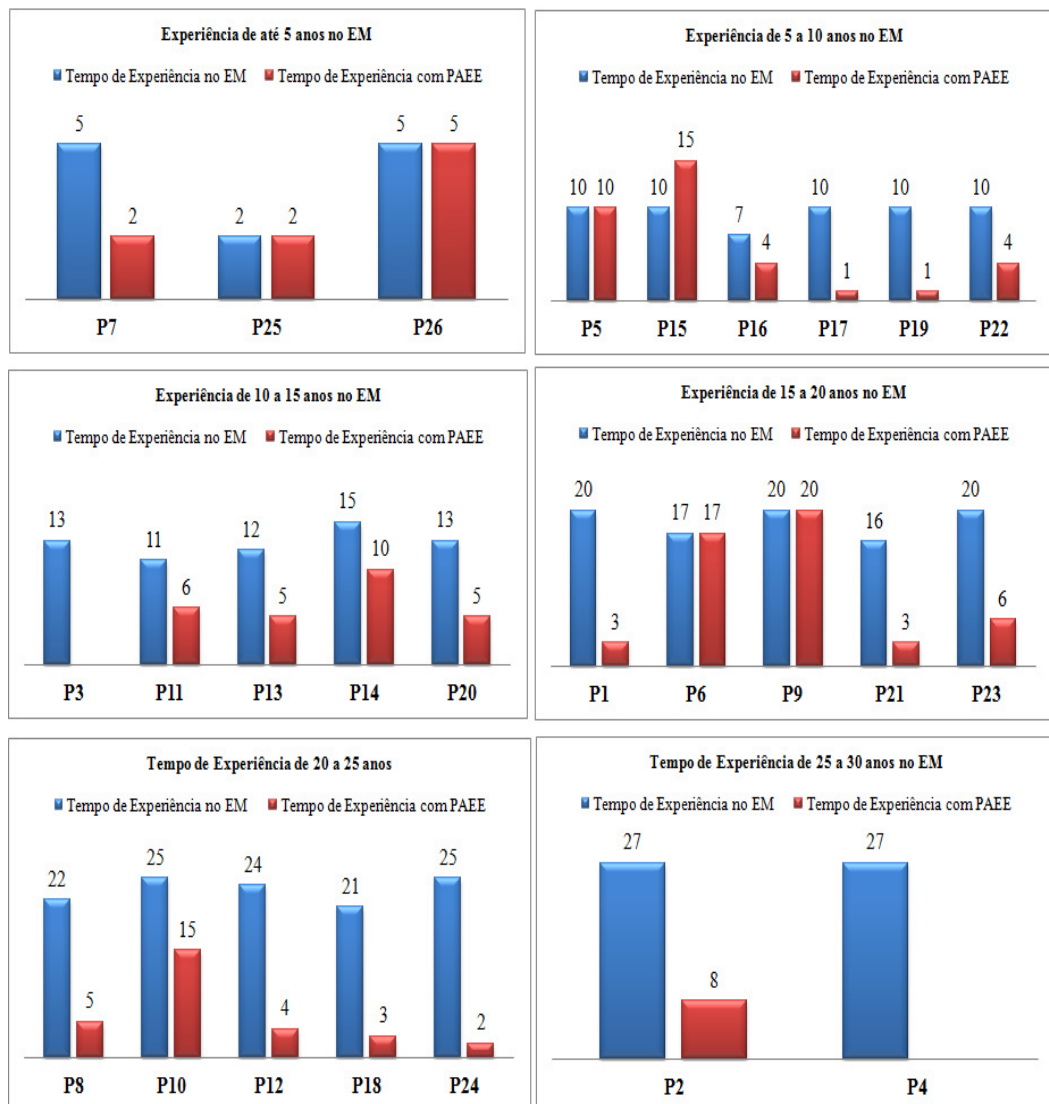 Experiência de até 5 anos no EM
Tempo de Experiência no EM Tempo de Experiência com PAEE
5 2 2 2 5 5
P7 P25 P26
Experiência de 5 a 10 anos no EM
Tempo de Experiência no EM Tempo de Experiência com PAEE
10 10 10 15 7 4 10 1 10 1 10 4
P5 P15 P16 P17 P19 P22
Experiência de 10 a 15 anos no EM
Tempo de Experiência no EM Tempo de Experiência com PAEE
13 11 6 12 5 15 10 13 5
P3 P11 P13 P14 P20
Experiência de 15 a 20 anos no EM
Tempo de Experiência no EM Tempo de Experiência com PAEE
20 3 17 17 20 20 16 3 20 6
P1 P6 P9 P21 P23
Tempo de Experiência de 20 a 25 anos
Tempo de Experiência no EM Tempo de Experiência com PAEE
22 5 25 15 24 4 21 3 25 2
P8 P10 P12 P18 P24
Tempo de Experiência de 25 a 30 anos no EM
Tempo de Experiência no EM Tempo de Experiência com PAEE
27 8 27
P2 P4